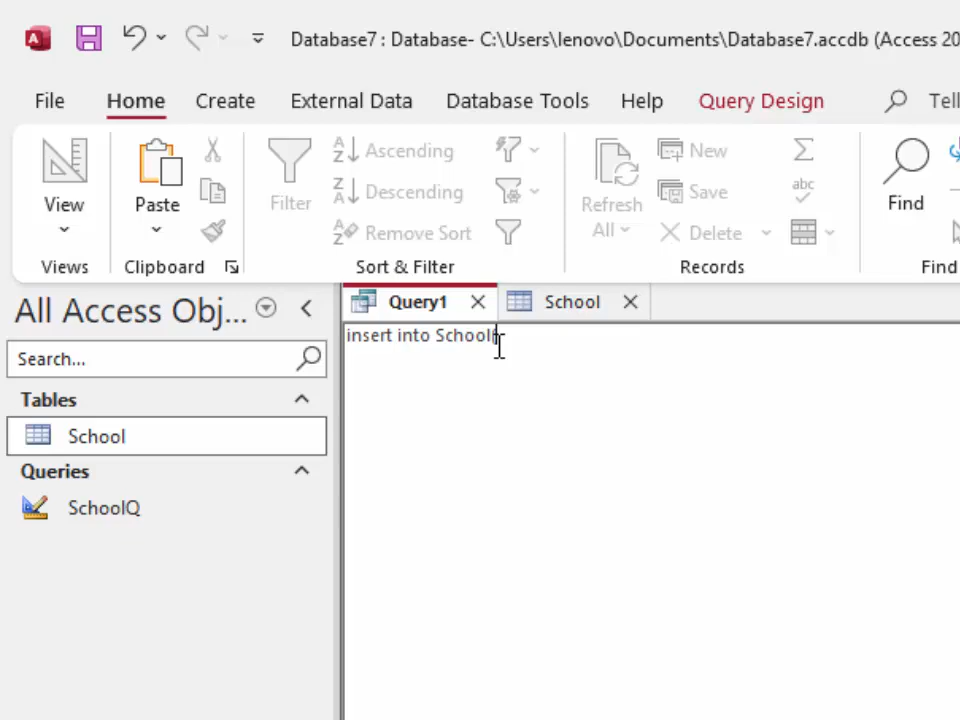 A
Database7 : Database- C:\Users\lenovo\Documents\Database7.accdb (Access 20
File Home Create External Data Database Tools Help Query Design Tell
View Paste Filter Ascending Descending Remove Sort Refresh All New Save Delete abc Find
Views Clipboard Sort & Filter Records Find
All Access Obj... Query1 School
Search... insert into School(
Tables
School
Queries
SchoolQ